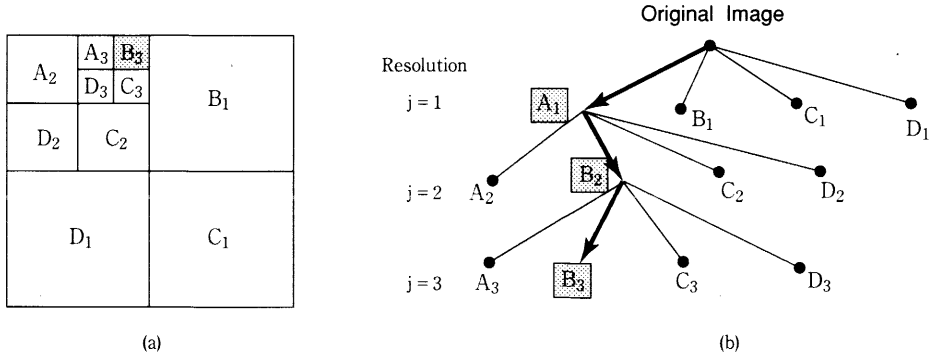 Original Image
A₃ B₃
A₂
Resolution
D₃ C₃
B₁
j = 1
A₁
B₁
C₁
D₁
D₂
C₂
B₂
j = 2
A₂
C₂
D₂
D₁
C₁
j = 3
A₃
B₃
C₃
D₃
(a)
(b)